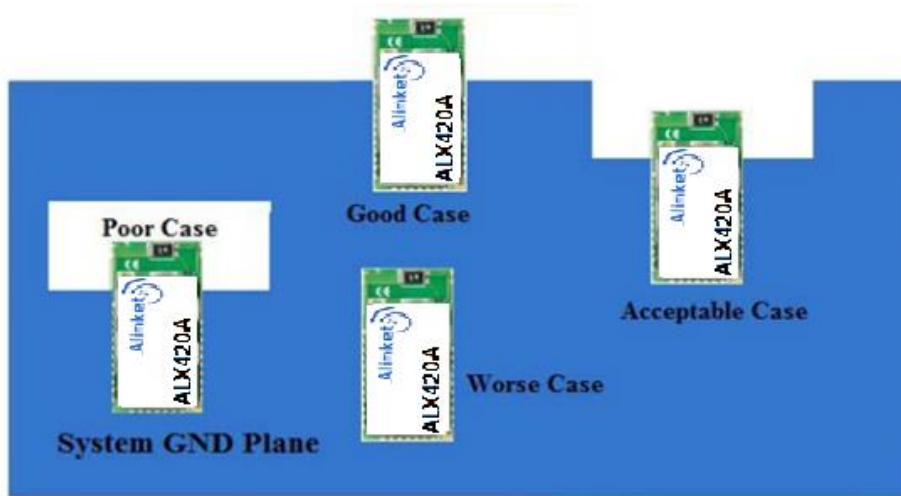 Alinket
ALX420A
Good Case
Poor Case
Alinket
ALX420A
Alinket
ALX420A
Acceptable Case
Alinket
ALX420A
Worse Case
System GND Plane